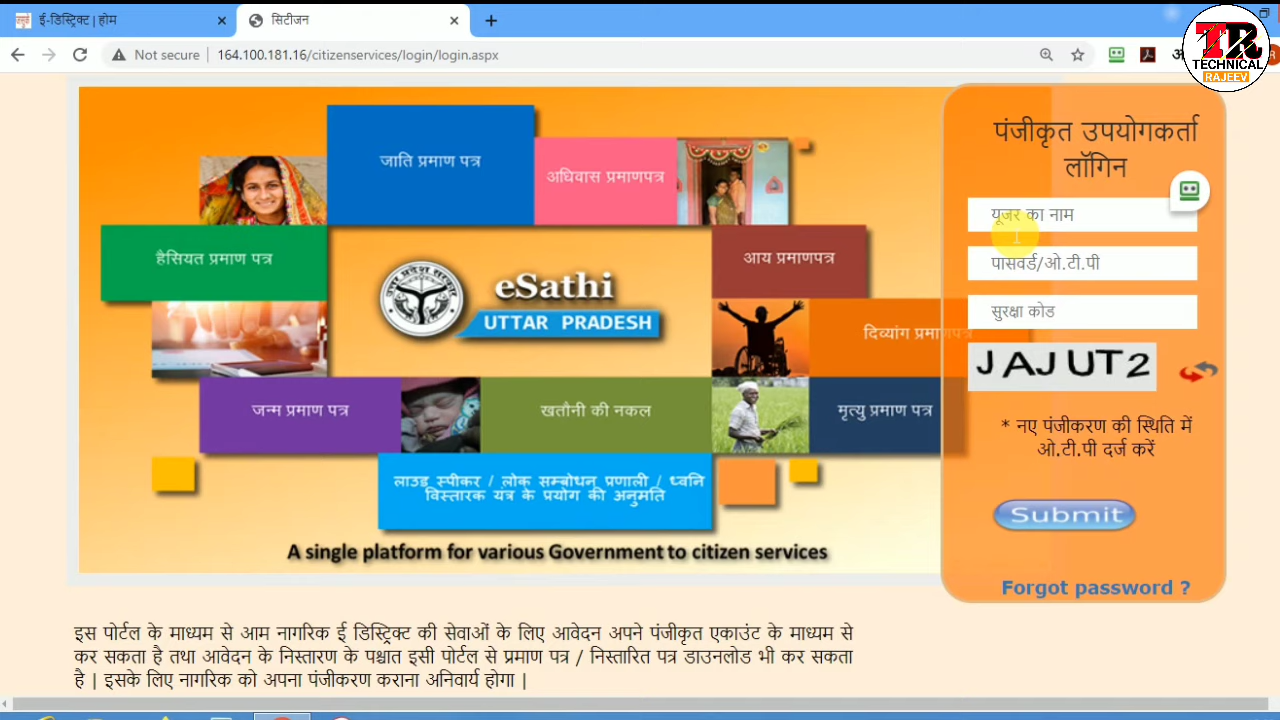 ई-डिस्ट्रिक्ट | होम
सिटीजन
Not secure
164.100.181.16/citizenservices/login/login.aspx
TR
TECHNICAL
RAJEEV
जाति प्रमाण पत्र
अधिवास प्रमाणपत्र
हैसियत प्रमाण पत्र
आय प्रमाणपत्र
eSathi
UTTAR PRADESH
दिव्यांग प्रमाणपत्र
जन्म प्रमाण पत्र
खतौनी की नकल
मृत्यु प्रमाण पत्र
लाउड स्पीकर / लोक सम्बोधन प्रणाली / ध्वनि
विस्तारक यंत्र के प्रयोग की अनुमति
A single platform for various Government to citizen services
पंजीकृत उपयोगकर्ता
लॉगिन
यूजर का नाम
पासवर्ड/ओ.टी.पी
सुरक्षा कोड
JAJUT2
* नए पंजीकरण की स्थिति में
ओ.टी.पी दर्ज करें
Submit
Forgot password ?
इस पोर्टल के माध्यम से आम नागरिक ई डिस्ट्रिक्ट की सेवाओं के लिए आवेदन अपने पंजीकृत एकाउंट के माध्यम से
कर सकता है तथा आवेदन के निस्तारण के पश्चात इसी पोर्टल से प्रमाण पत्र / निस्तारित पत्र डाउनलोड भी कर सकता
है | इसके लिए नागरिक को अपना पंजीकरण कराना अनिवार्य होगा |